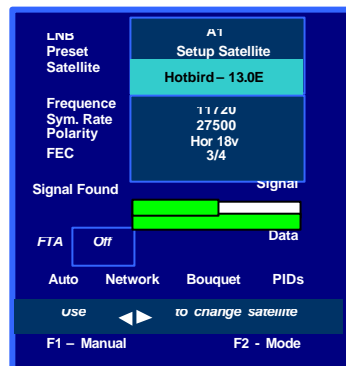 LNB A1
Preset Setup Satellite
Satellite Hotbird – 13.0E
Frequence 11720
Sym. Rate 27500
Polarity Hor 18v
FEC 3/4
Signal Found Signal
FTA Off Data
Auto Network Bouquet PIDs
Use ◀▶ to change satellite
F1 – Manual F2 - Mode